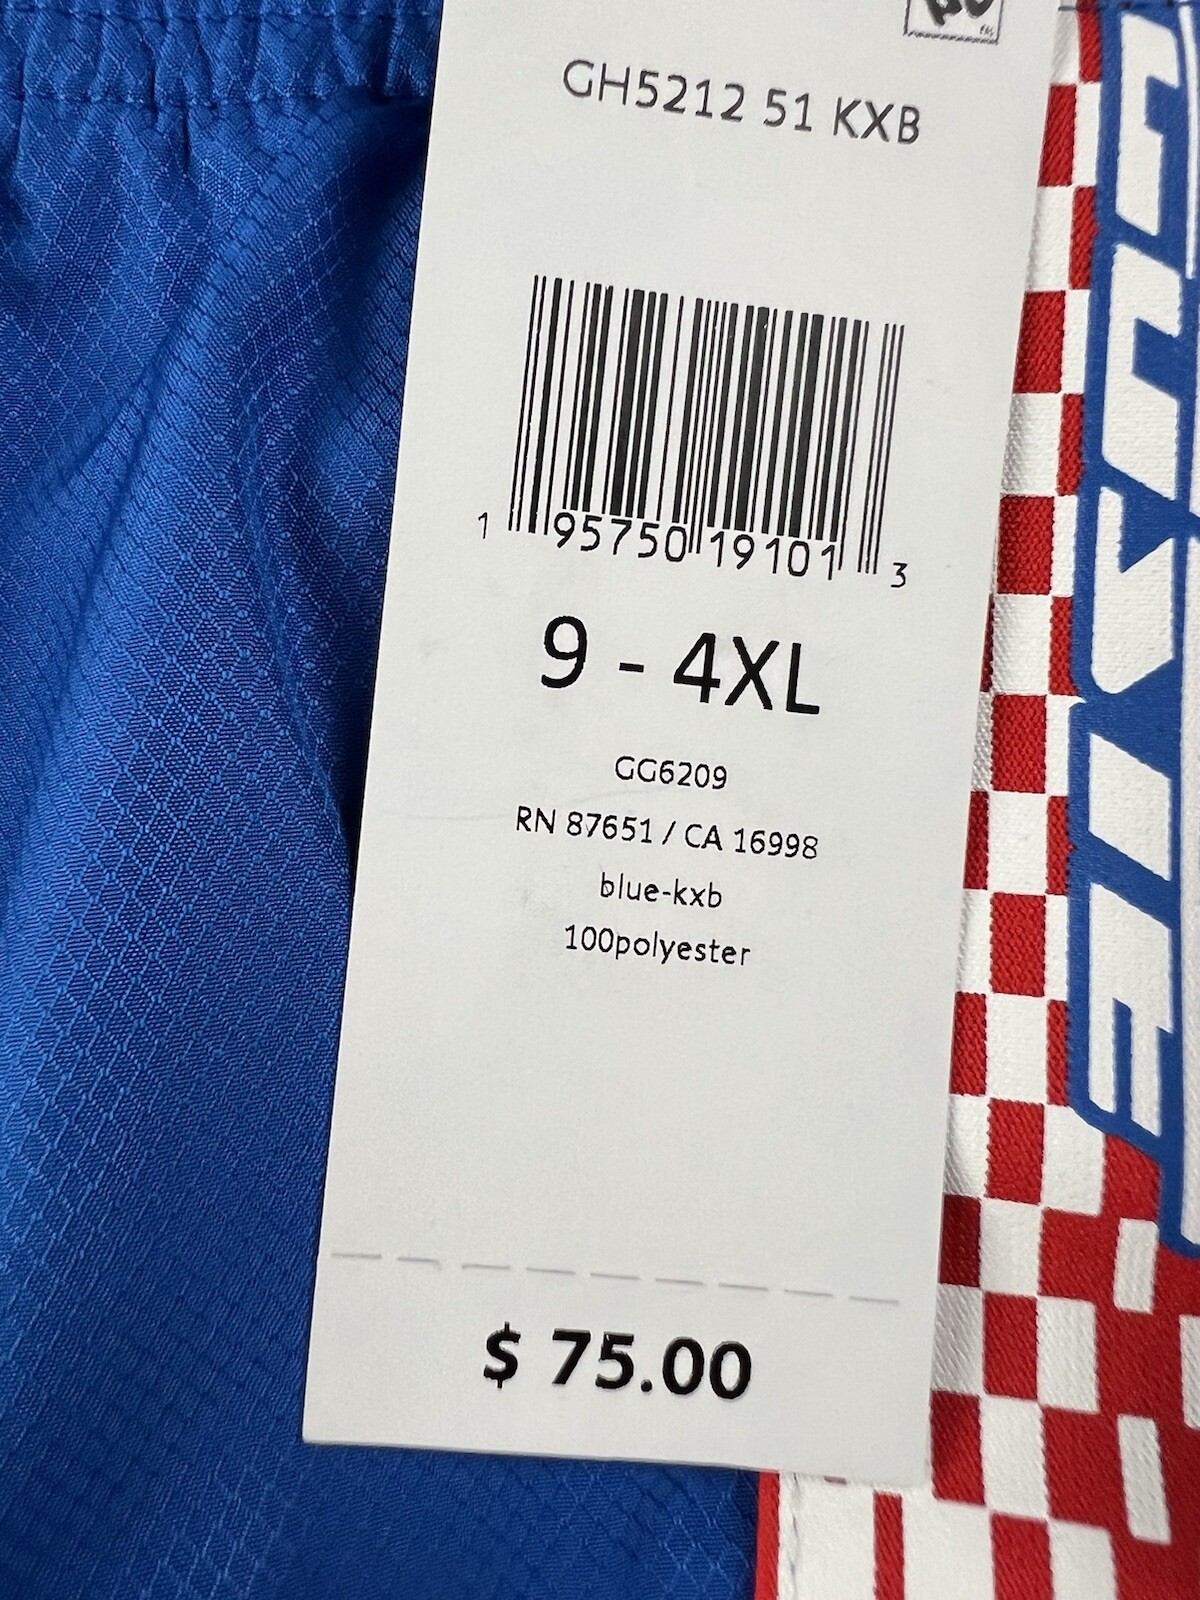 GH5212 51 KXB
1 95750 19101 3
9 - 4XL
GG6209
RN 87651 / CA 16998
blue-kxb
100polyester
$ 75.00